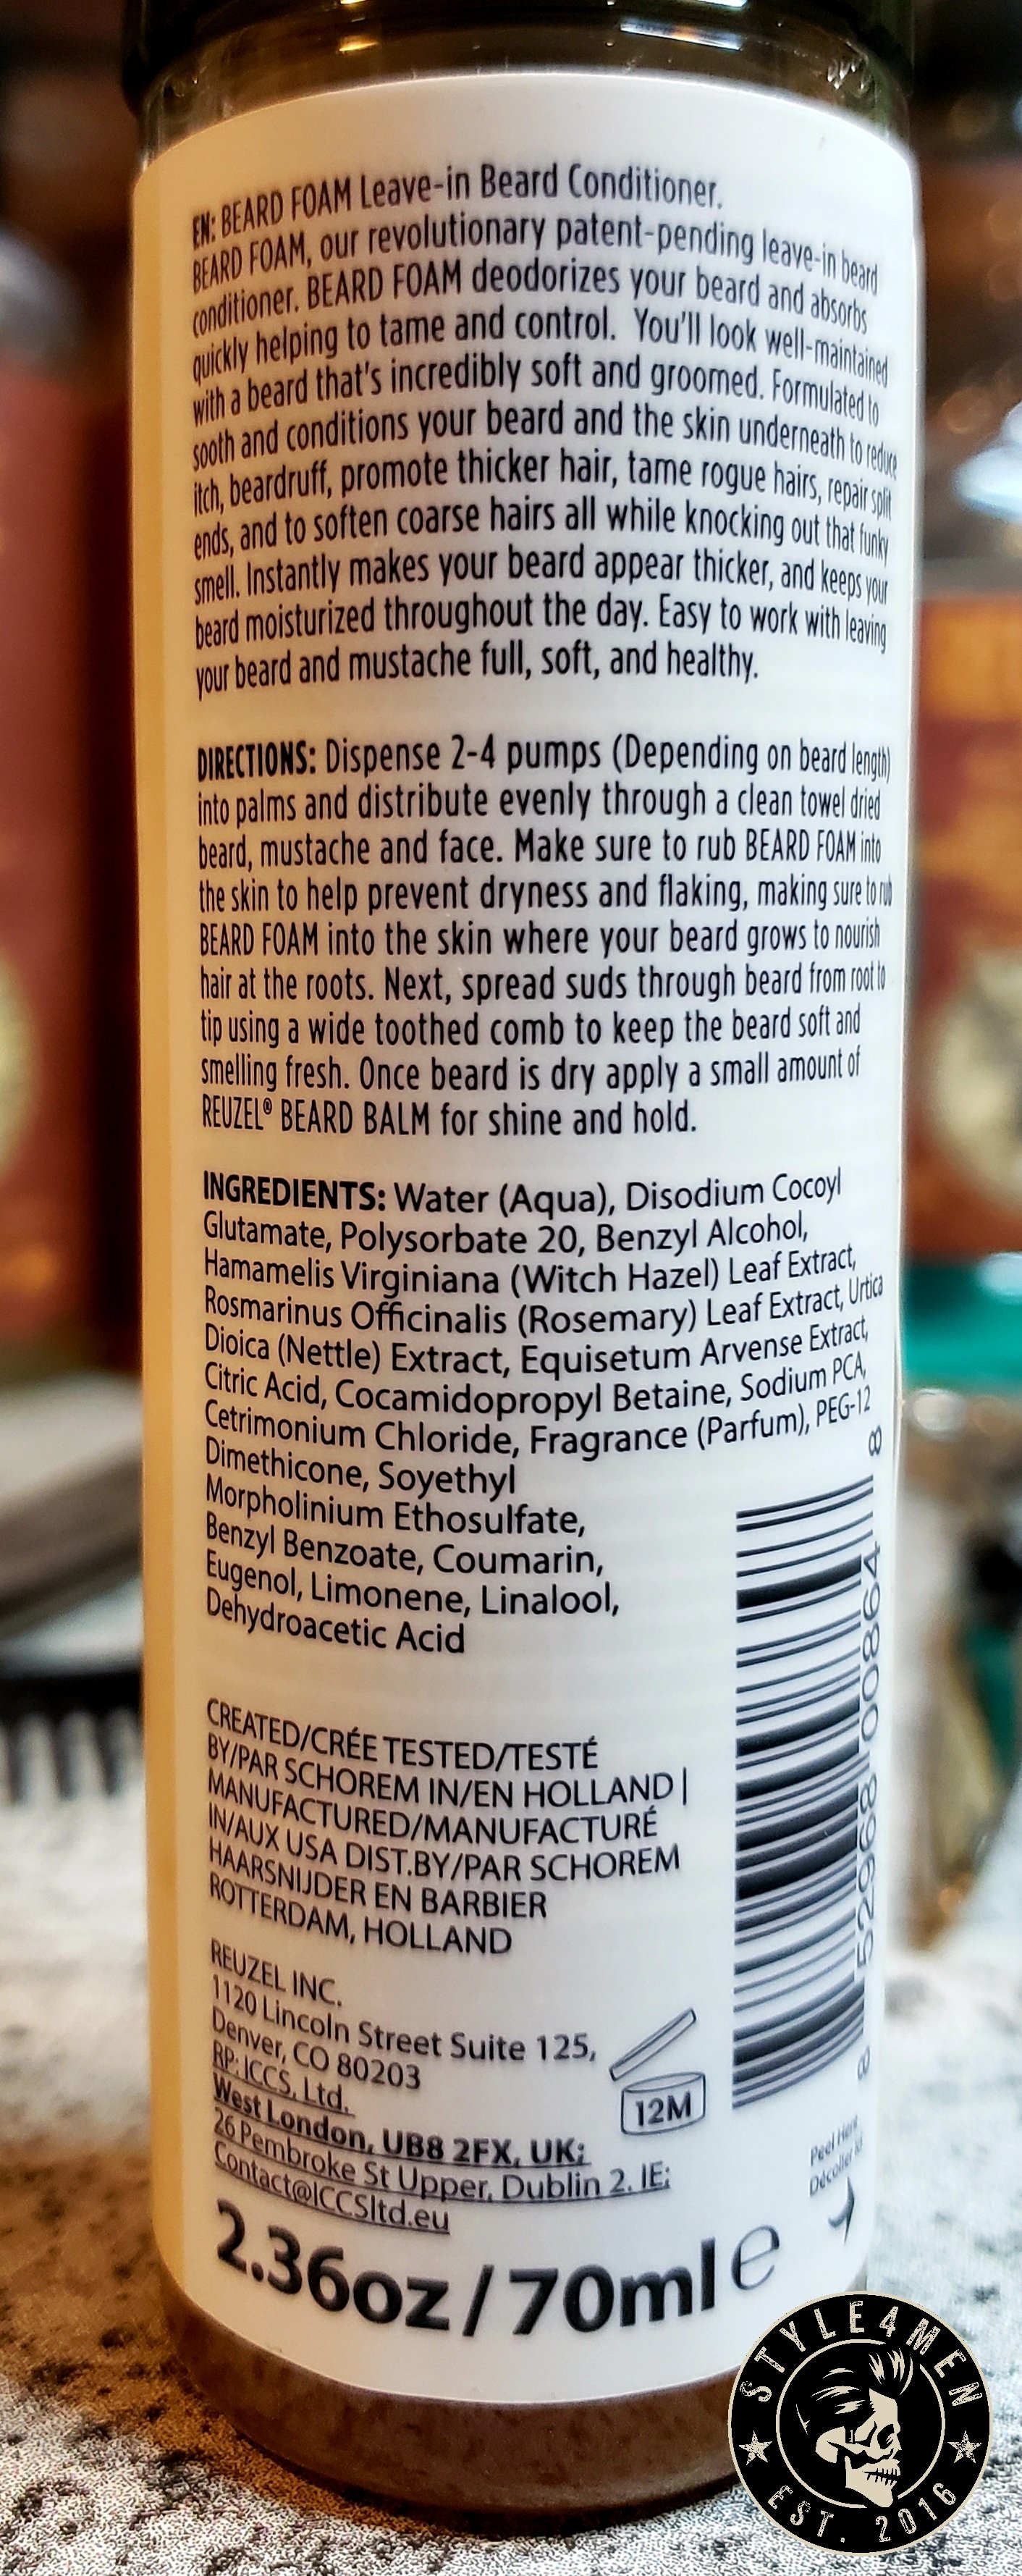 EN: BEARD FOAM Leave-in Beard Conditioner.
BEARD FOAM, our revolutionary patent-pending leave-in beard
conditioner. BEARD FOAM deodorizes your beard and absorbs
quickly helping to tame and control. You'll look well-maintained
with a beard that's incredibly soft and groomed. Formulated to
sooth and conditions your beard and the skin underneath to reduce
itch, beardruff, promote thicker hair, tame rogue hairs, repair split
ends, and to soften coarse hairs all while knocking out that funky
smell. Instantly makes your beard appear thicker, and keeps your
beard moisturized throughout the day. Easy to work with leaving
your beard and mustache full, soft, and healthy.
DIRECTIONS: Dispense 2-4 pumps (Depending on beard length)
into palms and distribute evenly through a clean towel dried
beard, mustache and face. Make sure to rub BEARD FOAM into
the skin to help prevent dryness and flaking, making sure to rub
BEARD FOAM into the skin where your beard grows to nourish
hair at the roots. Next, spread suds through beard from root to
tip using a wide toothed comb to keep the beard soft and
smelling fresh. Once beard is dry apply a small amount of
REUZEL® BEARD BALM for shine and hold.
INGREDIENTS: Water (Aqua), Disodium Cocoyl
Glutamate, Polysorbate 20, Benzyl Alcohol,
Hamamelis Virginiana (Witch Hazel) Leaf Extract,
Rosmarinus Officinalis (Rosemary) Leaf Extract, Urtica
Dioica (Nettle) Extract, Equisetum Arvense Extract,
Citric Acid, Cocamidopropyl Betaine, Sodium PCA,
Cetrimonium Chloride, Fragrance (Parfum), PEG-12
Dimethicone, Soyethyl
Morpholinium Ethosulfate,
Benzyl Benzoate, Coumarin,
Eugenol, Limonene, Linalool,
Dehydroacetic Acid
8 52968 00864 8
CREATED/CRÉE TESTED/TESTÉ
BY/PAR SCHOREM IN/EN HOLLAND |
MANUFACTURED/MANUFACTURÉ
IN/AUX USA DIST.BY/PAR SCHOREM
HAARSNIJDER EN BARBIER
ROTTERDAM, HOLLAND
REUZEL INC.
1120 Lincoln Street Suite 125,
Denver, CO 80203
RP: ICCS, Ltd.
West London, UB8 2FX, UK;
26 Pembroke St Upper, Dublin 2. IE;
Contact@ICCSltd.eu
12M
Peel Here
Décoller
2.36oz / 70ml e
STYLE4MEN
EST. 2016